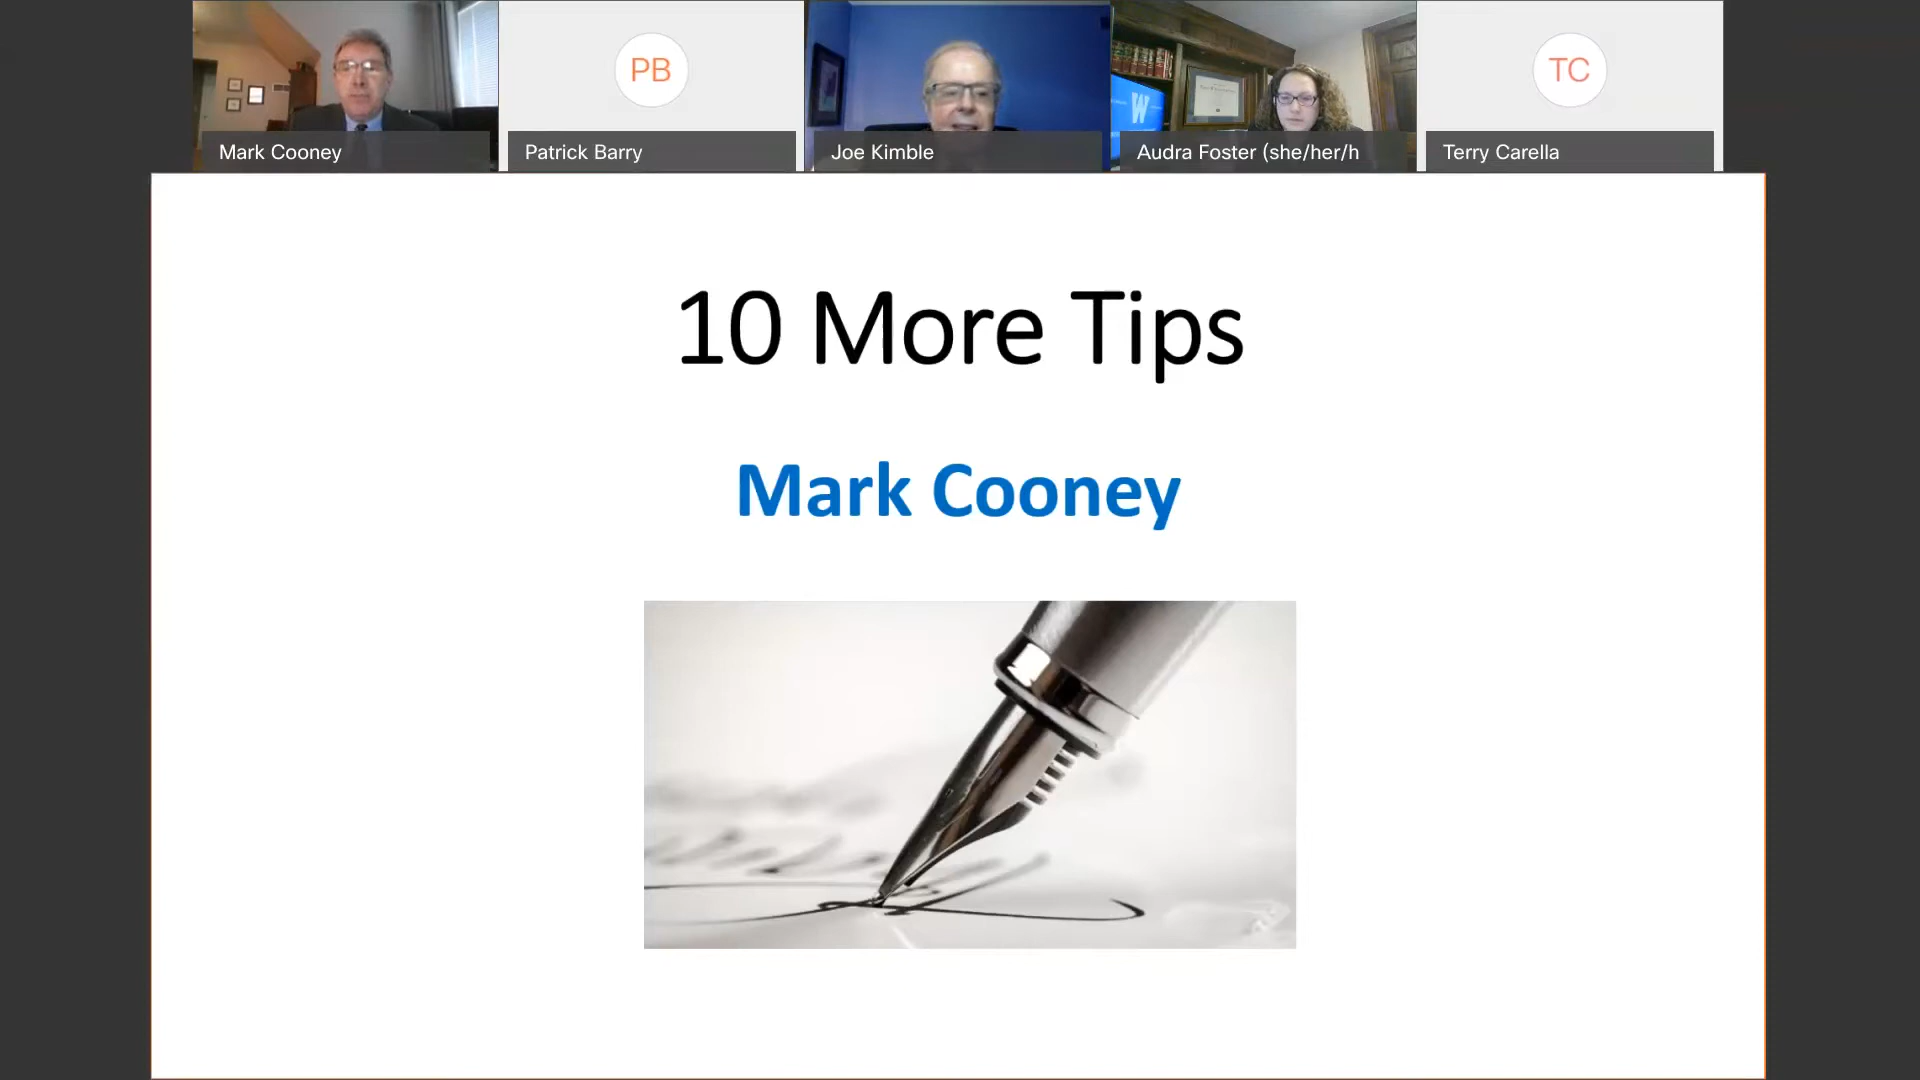 PB
TC
W
Mark Cooney
Patrick Barry
Joe Kimble
Audra Foster (she/her/h
Terry Carella
10 More Tips
Mark Cooney